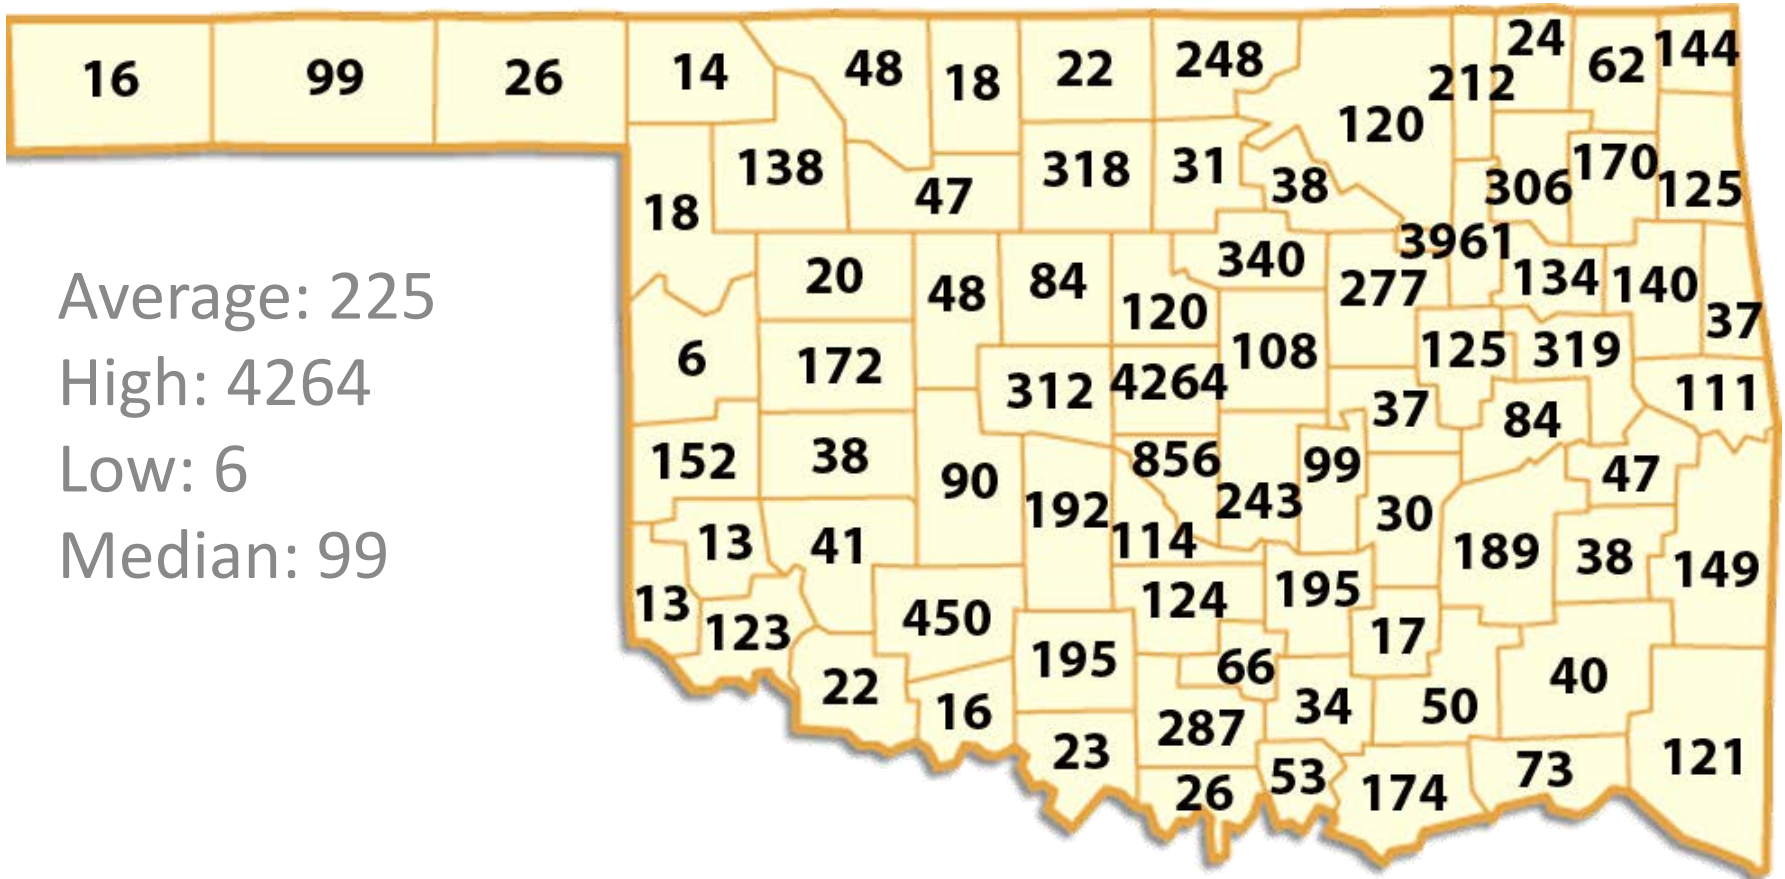 16 99 26 14 48 18 22 248 120 212 24 62 144
18 138 47 318 31 38 306 170 125
20 48 84 120 340 277 3961 134 140 37
6 172 312 4264 108 125 319 111
152 38 90 192 856 243 99 37 84 47
13 41 114 30 189 38 149
13 123 450 124 195 17
22 16 195 66 34 50 40
23 287 26 53 174 73 121
Average: 225
High: 4264
Low: 6
Median: 99